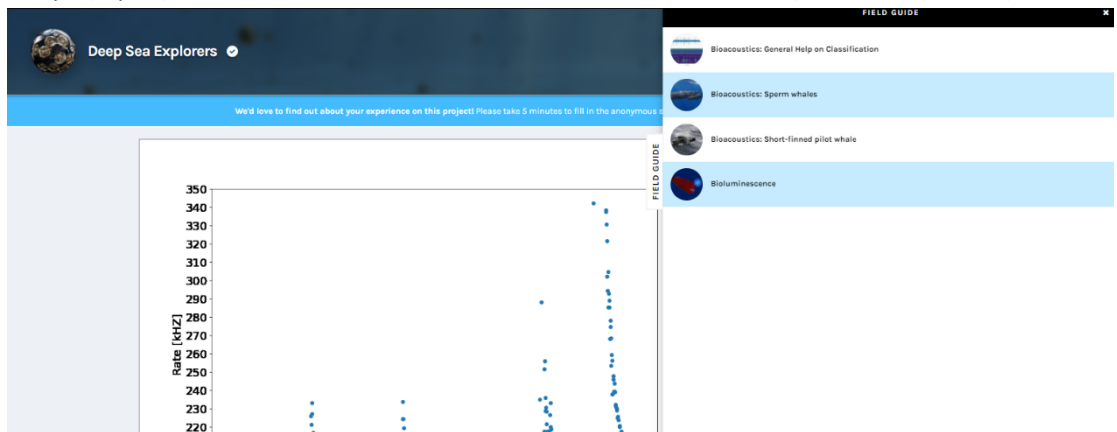 Deep Sea Explorers
We'd love to find out about your experience on this project! Please take 5 minutes to fill in the anonymous
FIELD GUIDE
350
340
330
320
310
300
290
280
270
260
250
240
230
220
Rate [kHZ]
FIELD GUIDE
Bioacoustics: General Help on Classification
Bioacoustics: Sperm whales
Bioacoustics: Short-finned pilot whale
Bioluminescence